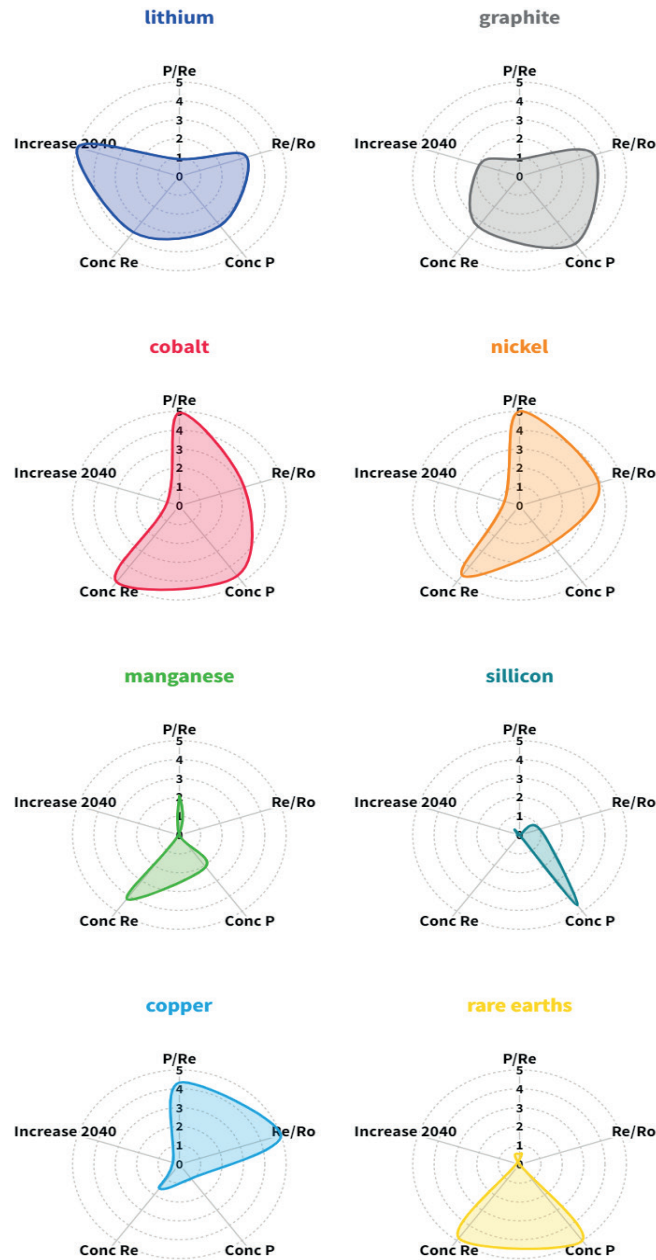 lithium
P/Re
5
4
3
2
1
0
Increase 2040
Re/Ro
Conc Re
Conc P
graphite
P/Re
5
4
3
2
1
0
Increase 2040
Re/Ro
Conc Re
Conc P
cobalt
P/Re
5
4
3
2
1
0
Increase 2040
Re/Ro
Conc Re
Conc P
nickel
P/Re
5
4
3
2
1
0
Increase 2040
Re/Ro
Conc Re
Conc P
manganese
P/Re
5
4
3
2
1
0
Increase 2040
Re/Ro
Conc Re
Conc P
sillicon
P/Re
5
4
3
2
1
0
Increase 2040
Re/Ro
Conc Re
Conc P
copper
P/Re
5
4
3
2
1
0
Increase 2040
Re/Ro
Conc Re
Conc P
rare earths
P/Re
5
4
3
2
1
0
Increase 2040
Re/Ro
Conc Re
Conc P